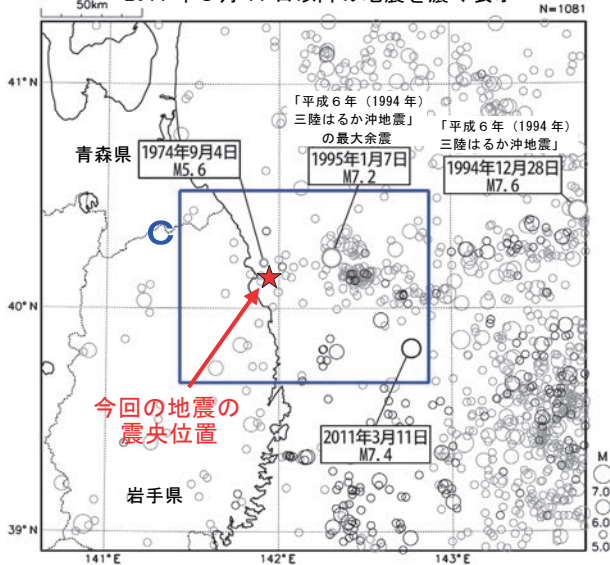 50km
N=1081
41°N
「平成６年（1994 年）
三陸はるか沖地震」
の最大余震
「平成６年（1994 年）
三陸はるか沖地震」
青森県
1974年9月4日
M5.6
1995年1月7日
M7.2
1994年12月28日
M7.6
C
40°N
今回の地震の
震央位置
2011年3月11日
M7.4
岩手県
M
7.0
6.0
5.0
39°N
141°E
142°E
143°E